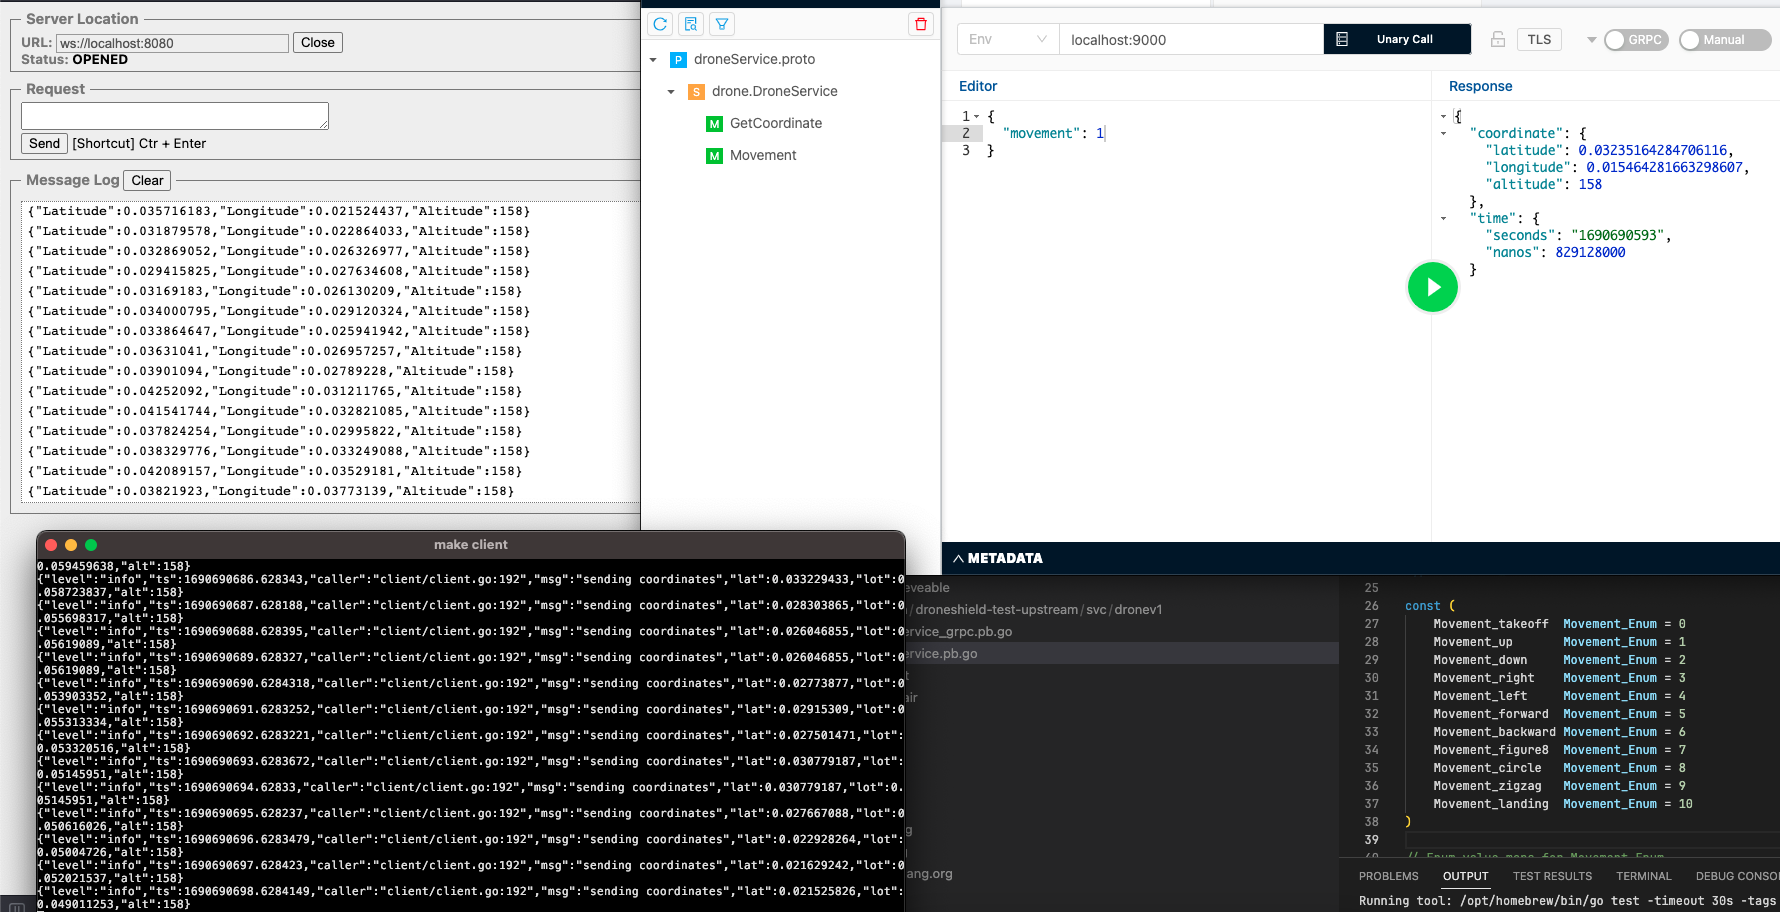 Server Location
URL: ws://localhost:8080 Close
Status: OPENED
Request
Send [Shortcut] Ctr + Enter
Message Log Clear
{"Latitude":0.035716183,"Longitude":0.021524437,"Altitude":158}
{"Latitude":0.031879578,"Longitude":0.022864033,"Altitude":158}
{"Latitude":0.032869052,"Longitude":0.026326977,"Altitude":158}
{"Latitude":0.029415825,"Longitude":0.027634608,"Altitude":158}
{"Latitude":0.03169183,"Longitude":0.026130209,"Altitude":158}
{"Latitude":0.034000795,"Longitude":0.029120324,"Altitude":158}
{"Latitude":0.033864647,"Longitude":0.025941942,"Altitude":158}
{"Latitude":0.03631041,"Longitude":0.026957257,"Altitude":158}
{"Latitude":0.03901094,"Longitude":0.02789228,"Altitude":158}
{"Latitude":0.04252092,"Longitude":0.031211765,"Altitude":158}
{"Latitude":0.041541744,"Longitude":0.032821085,"Altitude":158}
{"Latitude":0.037824254,"Longitude":0.02995822,"Altitude":158}
{"Latitude":0.038329776,"Longitude":0.033249088,"Altitude":158}
{"Latitude":0.042089157,"Longitude":0.03529181,"Altitude":158}
{"Latitude":0.03821923,"Longitude":0.03773139,"Altitude":158}
P droneService.proto
S drone.DroneService
M GetCoordinate
M Movement
Env localhost:9000 Unary Call TLS GRPC Manual
Editor
1 {
2 "movement": 1
3 }
Response
{
"coordinate": {
"latitude": 0.03235164284706116,
"longitude": 0.015464281663298607,
"altitude": 158
},
"time": {
"seconds": "1690690593",
"nanos": 829128000
}
METADATA
make client
0.059459638,"alt":158}
{"level":"info","ts":1690690686.628343,"caller":"client/client.go:192","msg":"sending coordinates","lat":0.033229433,"lot":0
.058723837,"alt":158}
{"level":"info","ts":1690690687.628188,"caller":"client/client.go:192","msg":"sending coordinates","lat":0.028303865,"lot":0
.055698317,"alt":158}
{"level":"info","ts":1690690688.628395,"caller":"client/client.go:192","msg":"sending coordinates","lat":0.026046855,"lot":0
.05619089,"alt":158}
{"level":"info","ts":1690690689.628327,"caller":"client/client.go:192","msg":"sending coordinates","lat":0.026046855,"lot":0
.05619089,"alt":158}
{"level":"info","ts":1690690690.6284318,"caller":"client/client.go:192","msg":"sending coordinates","lat":0.02773877,"lot":0
.053903352,"alt":158}
{"level":"info","ts":1690690691.6283252,"caller":"client/client.go:192","msg":"sending coordinates","lat":0.02915309,"lot":0
.055313334,"alt":158}
{"level":"info","ts":1690690692.6283221,"caller":"client/client.go:192","msg":"sending coordinates","lat":0.027501471,"lot":
0.053320516,"alt":158}
{"level":"info","ts":1690690693.6283672,"caller":"client/client.go:192","msg":"sending coordinates","lat":0.030779187,"lot":
0.05145951,"alt":158}
{"level":"info","ts":1690690694.62833,"caller":"client/client.go:192","msg":"sending coordinates","lat":0.030779187,"lot":0.
05145951,"alt":158}
{"level":"info","ts":1690690695.628237,"caller":"client/client.go:192","msg":"sending coordinates","lat":0.027667088,"lot":0
.050616026,"alt":158}
{"level":"info","ts":1690690696.6283479,"caller":"client/client.go:192","msg":"sending coordinates","lat":0.022928264,"lot":
0.05004726,"alt":158}
{"level":"info","ts":1690690697.628423,"caller":"client/client.go:192","msg":"sending coordinates","lat":0.021629242,"lot":0
.052021537,"alt":158}
{"level":"info","ts":1690690698.6284149,"caller":"client/client.go:192","msg":"sending coordinates","lat":0.021525826,"lot":
0.049011253,"alt":158}
eveable
/droneshield-test-upstream/svc/dronev1
ervice_grpc.pb.go
ervice.pb.go
t
air
g
ang.org
25
26 const (
27 Movement_takeoff Movement_Enum = 0
28 Movement_up Movement_Enum = 1
29 Movement_down Movement_Enum = 2
30 Movement_right Movement_Enum = 3
31 Movement_left Movement_Enum = 4
32 Movement_forward Movement_Enum = 5
33 Movement_backward Movement_Enum = 6
34 Movement_figure8 Movement_Enum = 7
35 Movement_circle Movement_Enum = 8
36 Movement_zigzag Movement_Enum = 9
37 Movement_landing Movement_Enum = 10
38 )
39
PROBLEMS OUTPUT TEST RESULTS TERMINAL DEBUG CONSO
Running tool: /opt/homebrew/bin/go test -timeout 30s -tags